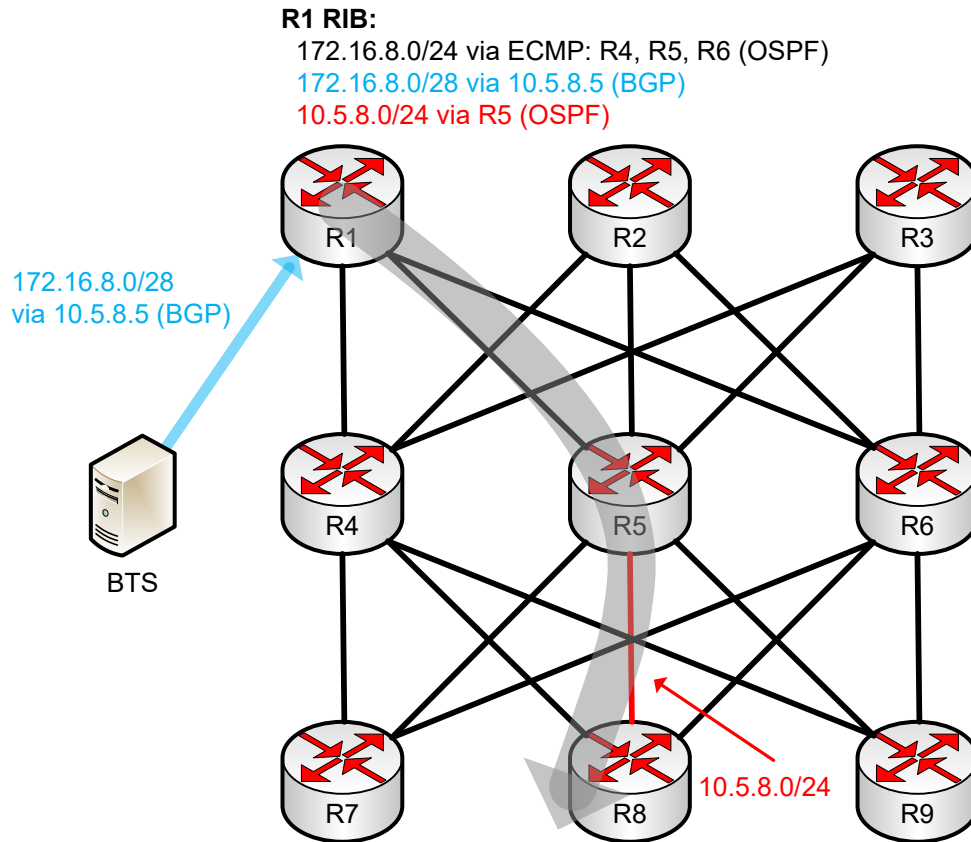 R1 RIB:
172.16.8.0/24 via ECMP: R4, R5, R6 (OSPF)
172.16.8.0/28 via 10.5.8.5 (BGP)
10.5.8.0/24 via R5 (OSPF)
R1
R2
R3
172.16.8.0/28
via 10.5.8.5 (BGP)
R4
R5
R6
BTS
10.5.8.0/24
R7
R8
R9